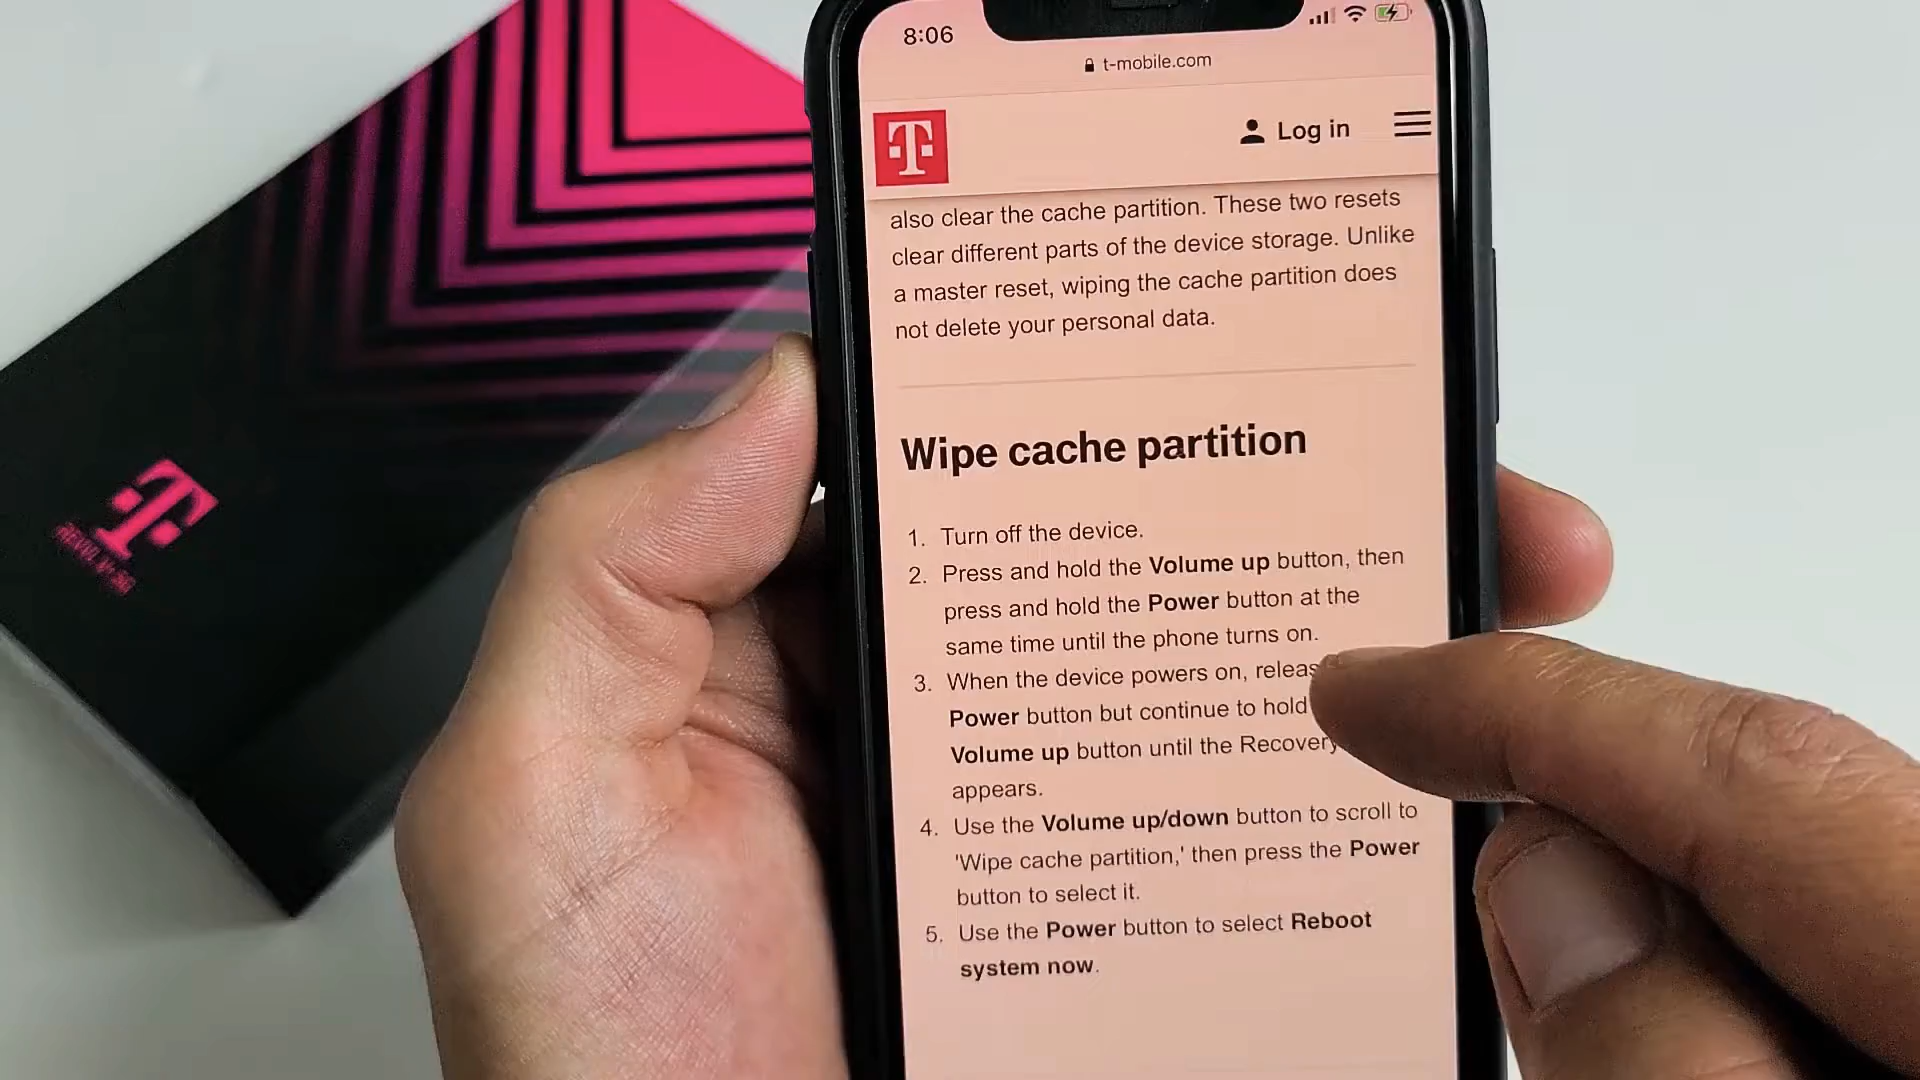 8:06
t-mobile.com
T
Log in
also clear the cache partition. These two resets
clear different parts of the device storage. Unlike
a master reset, wiping the cache partition does
not delete your personal data.
Wipe cache partition
1. Turn off the device.
2. Press and hold the Volume up button, then
press and hold the Power button at the
same time until the phone turns on.
3. When the device powers on, releas
Power button but continue to hold
Volume up button until the Recovery
appears.
4. Use the Volume up/down button to scroll to
'Wipe cache partition,' then press the Power
button to select it.
5. Use the Power button to select Reboot
system now.
T